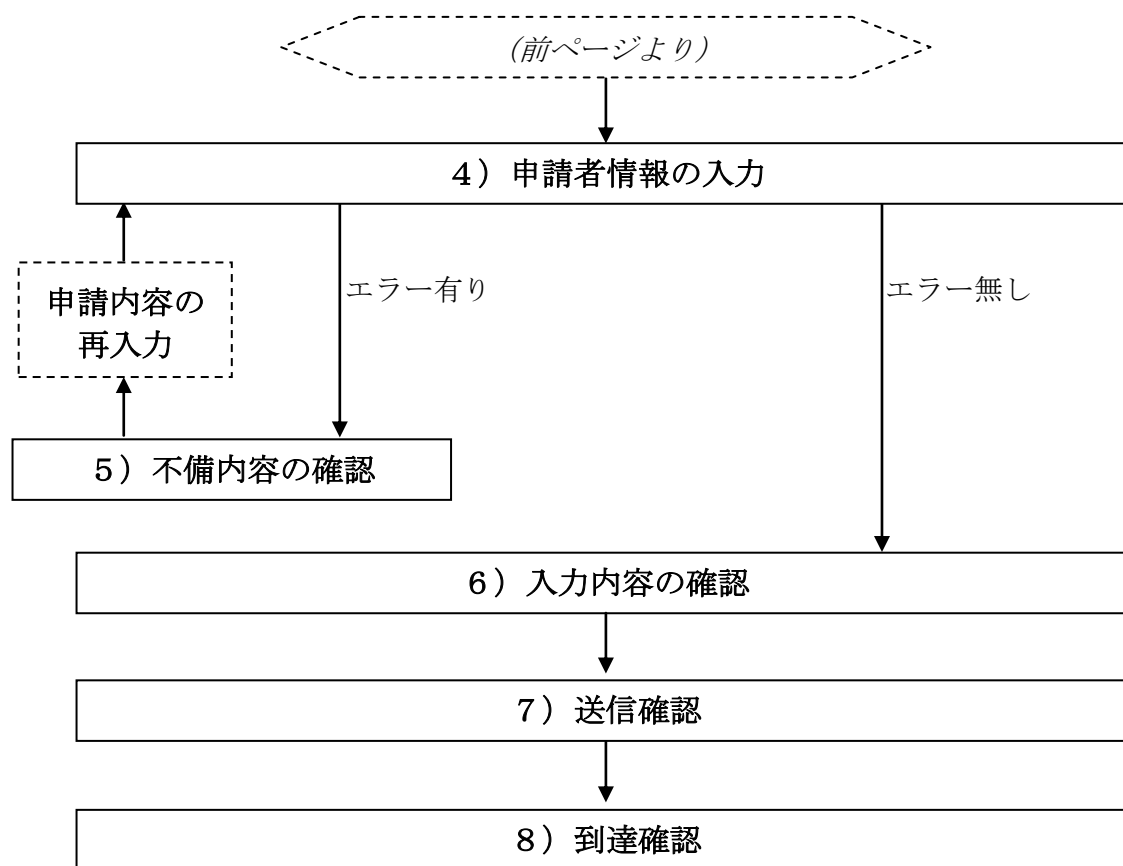 (前ページより)
4)申請者情報の入力
エラー有り
エラー無し
申請内容の
再入力
5)不備内容の確認
6)入力内容の確認
7)送信確認
8)到達確認